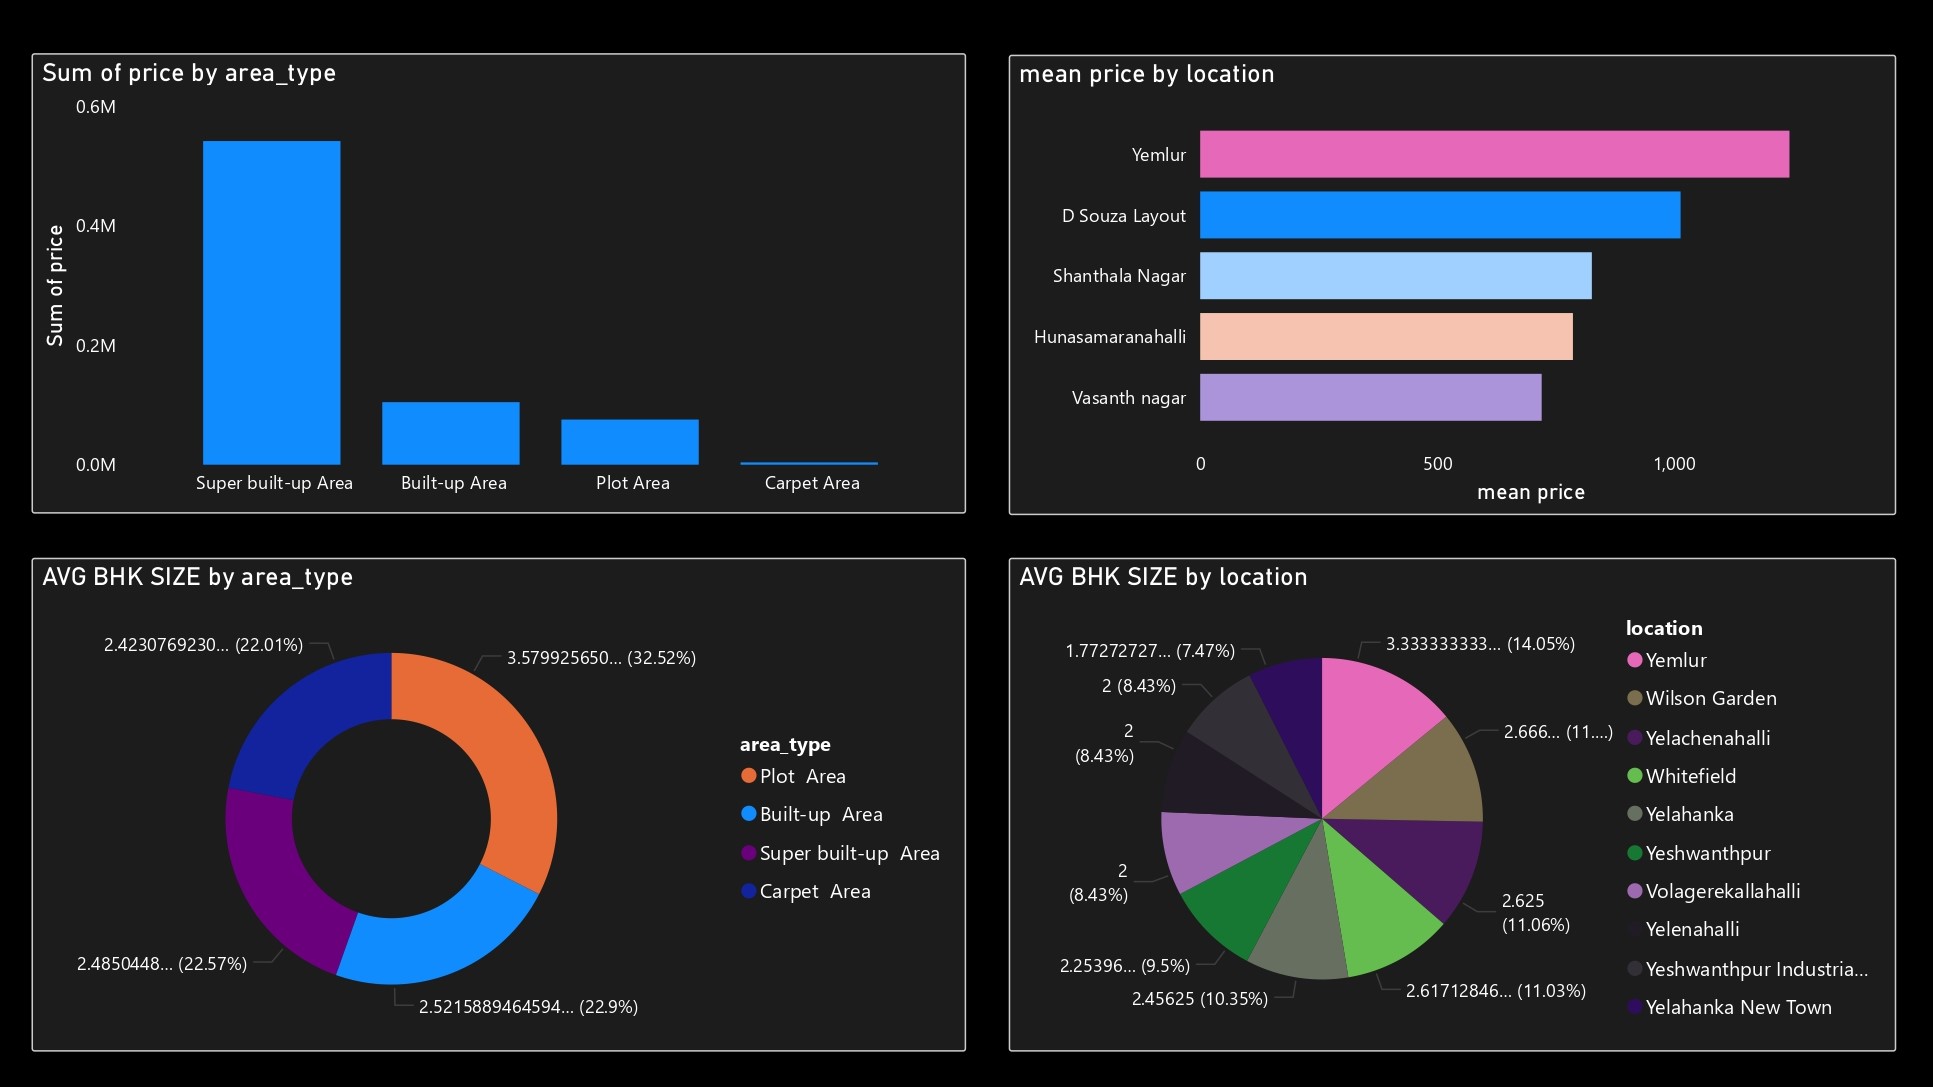 Sum of price by area_type
0.6M
0.4M
0.2M
0.0M
Sum of price
Super built-up Area
Built-up Area
Plot Area
Carpet Area
mean price by location
Yemlur
D Souza Layout
Shanthala Nagar
Hunasamaranahalli
Vasanth nagar
0
500
1,000
mean price
AVG BHK SIZE by area_type
2.4230769230... (22.01%)
3.579925650... (32.52%)
2.4850448... (22.57%)
2.5215889464594... (22.9%)
area_type
Plot Area
Built-up Area
Super built-up Area
Carpet Area
AVG BHK SIZE by location
1.77272727... (7.47%)
3.333333333... (14.05%)
2 (8.43%)
2.666... (11....)
2
(8.43%)
2
(8.43%)
2.625
(11.06%)
2.25396... (9.5%)
2.45625 (10.35%)
2.61712846... (11.03%)
location
Yemlur
Wilson Garden
Yelachenahalli
Whitefield
Yelahanka
Yeshwanthpur
Volagerekallahalli
Yelenahalli
Yeshwanthpur Industria...
Yelahanka New Town